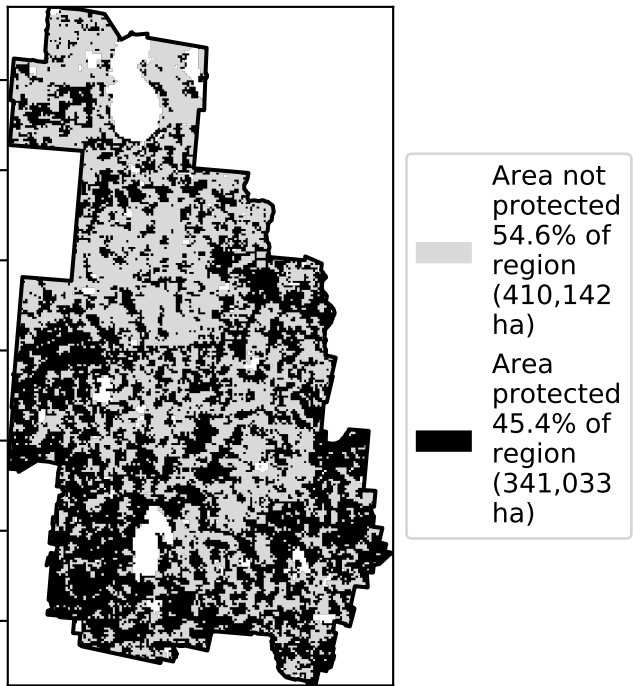 Area not
protected
54.6% of
region
(410,142
ha)
Area
protected
45.4% of
region
(341,033
ha)